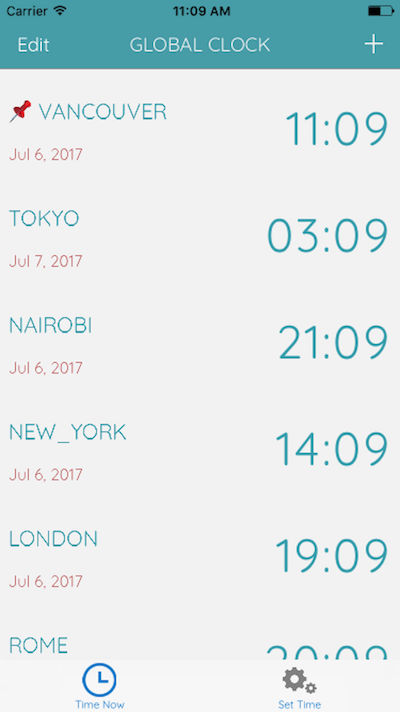 Carrier 11:09 AM
Edit GLOBAL CLOCK +
VANCOUVER 11:09
Jul 6, 2017
TOKYO 03:09
Jul 7, 2017
NAIROBI 21:09
Jul 6, 2017
NEW_YORK 14:09
Jul 6, 2017
LONDON 19:09
Jul 6, 2017
ROME 20:09
Time Now Set Time